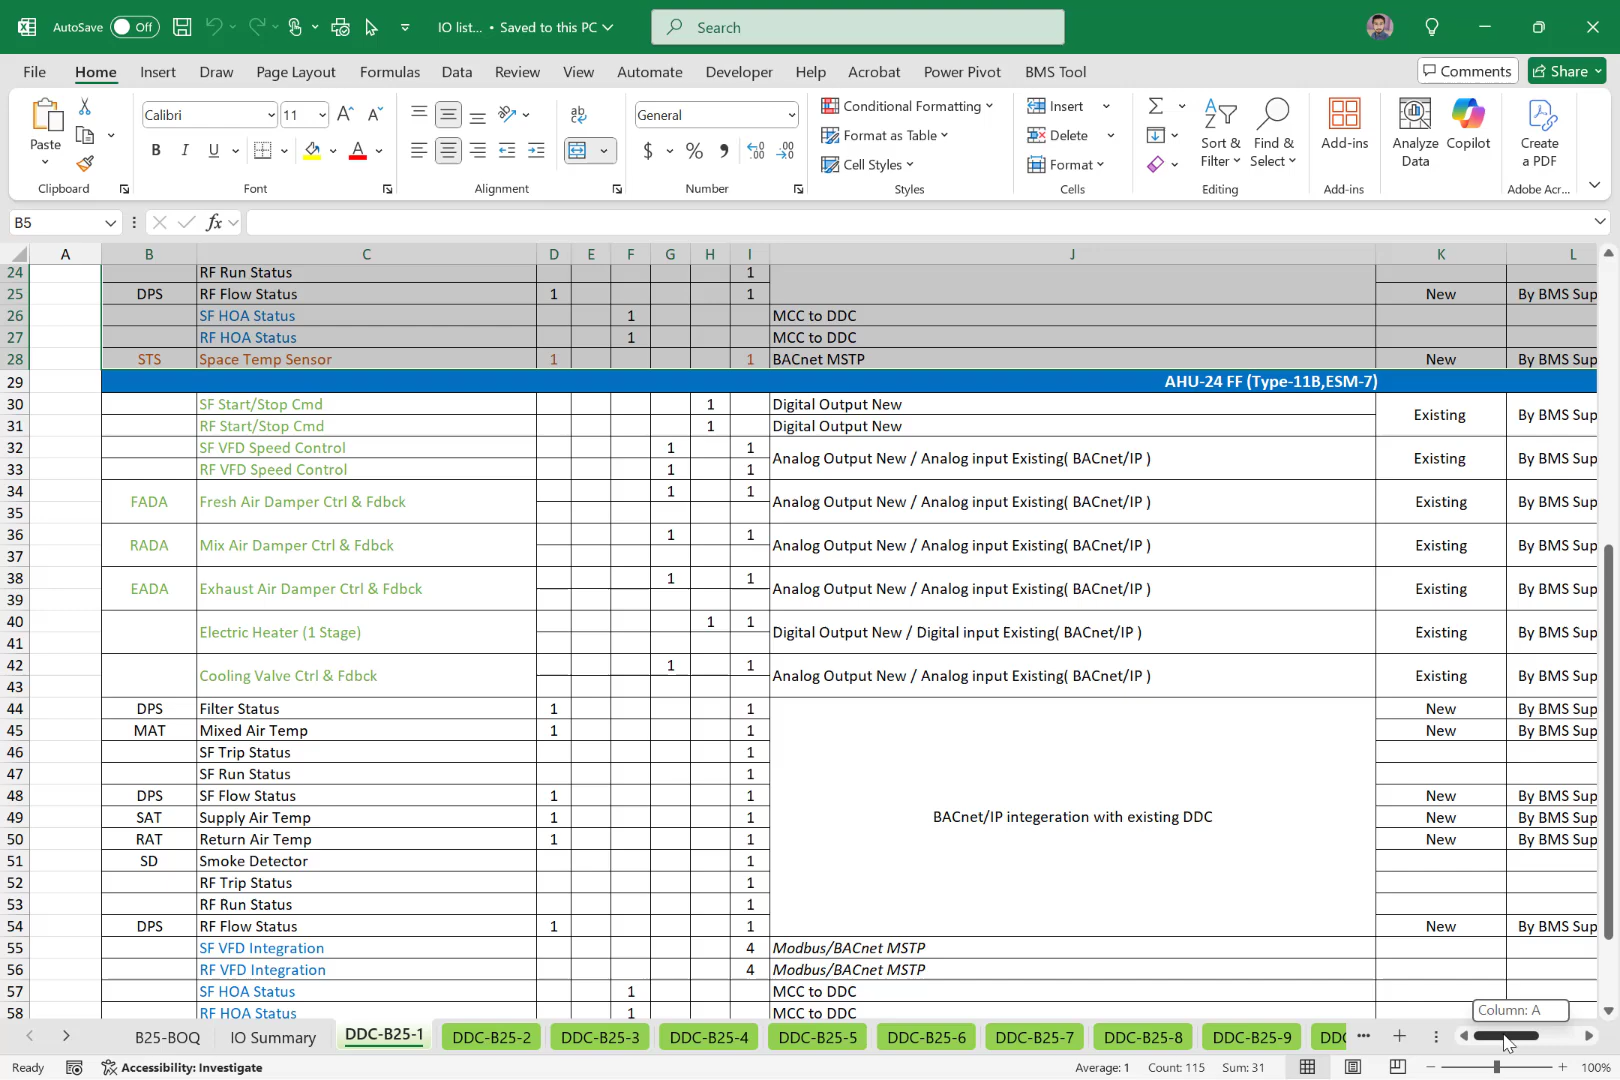 AutoSave Off IO list... • Saved to this PC Search
File Home Insert Draw Page Layout Formulas Data Review View Automate Developer Help Acrobat Power Pivot BMS Tool Comments Share
Paste
Clipboard
Calibri 11
B I U A
Font
ab
Alignment
General
$ % 9 .00 .00
Number
Conditional Formatting
Format as Table
Cell Styles
Styles
Insert
Delete
Format
Cells
Sort &
Filter
Find &
Select
Editing
Add-ins
Add-ins
Analyze
Data
Copilot
Create
a PDF
Adobe Acr...
B5 fx
A B C D E F G H I J K L
24 RF Run Status 1
25 DPS RF Flow Status 1 1 New By BMS Sup
26 SF HOA Status 1 MCC to DDC
27 RF HOA Status 1 MCC to DDC
28 STS Space Temp Sensor 1 1 BACnet MSTP New By BMS Sup
29 AHU-24 FF (Type-11B,ESM-7)
30 SF Start/Stop Cmd 1 Digital Output New
Existing By BMS Sup
31 RF Start/Stop Cmd 1 Digital Output New
32 SF VFD Speed Control 1 1
Analog Output New / Analog input Existing( BACnet/IP ) Existing By BMS Sup
33 RF VFD Speed Control 1 1
34 1 1
FADA Fresh Air Damper Ctrl & Fdbck Analog Output New / Analog input Existing( BACnet/IP ) Existing By BMS Sup
35
36 1 1
RADA Mix Air Damper Ctrl & Fdbck Analog Output New / Analog input Existing( BACnet/IP ) Existing By BMS Sup
37
38 1 1
EADA Exhaust Air Damper Ctrl & Fdbck Analog Output New / Analog input Existing( BACnet/IP ) Existing By BMS Sup
39
40 1 1
Electric Heater (1 Stage) Digital Output New / Digital input Existing( BACnet/IP ) Existing By BMS Sup
41
42 1 1
Cooling Valve Ctrl & Fdbck Analog Output New / Analog input Existing( BACnet/IP ) Existing By BMS Sup
43
44 DPS Filter Status 1 1 New By BMS Sup
45 MAT Mixed Air Temp 1 1 New By BMS Sup
46 SF Trip Status 1
47 SF Run Status 1
48 DPS SF Flow Status 1 1 New By BMS Sup
49 SAT Supply Air Temp 1 1 BACnet/IP integeration with existing DDC New By BMS Sup
50 RAT Return Air Temp 1 1 New By BMS Sup
51 SD Smoke Detector 1
52 RF Trip Status 1
53 RF Run Status 1
54 DPS RF Flow Status 1 1 New By BMS Sup
55 SF VFD Integration 4 Modbus/BACnet MSTP
56 RF VFD Integration 4 Modbus/BACnet MSTP
57 SF HOA Status 1 MCC to DDC
58 RF HOA Status 1 MCC to DDC
Column: A
B25-BOQ IO Summary DDC-B25-1 DDC-B25-2 DDC-B25-3 DDC-B25-4 DDC-B25-5 DDC-B25-6 DDC-B25-7 DDC-B25-8 DDC-B25-9 DDC
Ready Accessibility: Investigate Average: 1 Count: 115 Sum: 31 100%